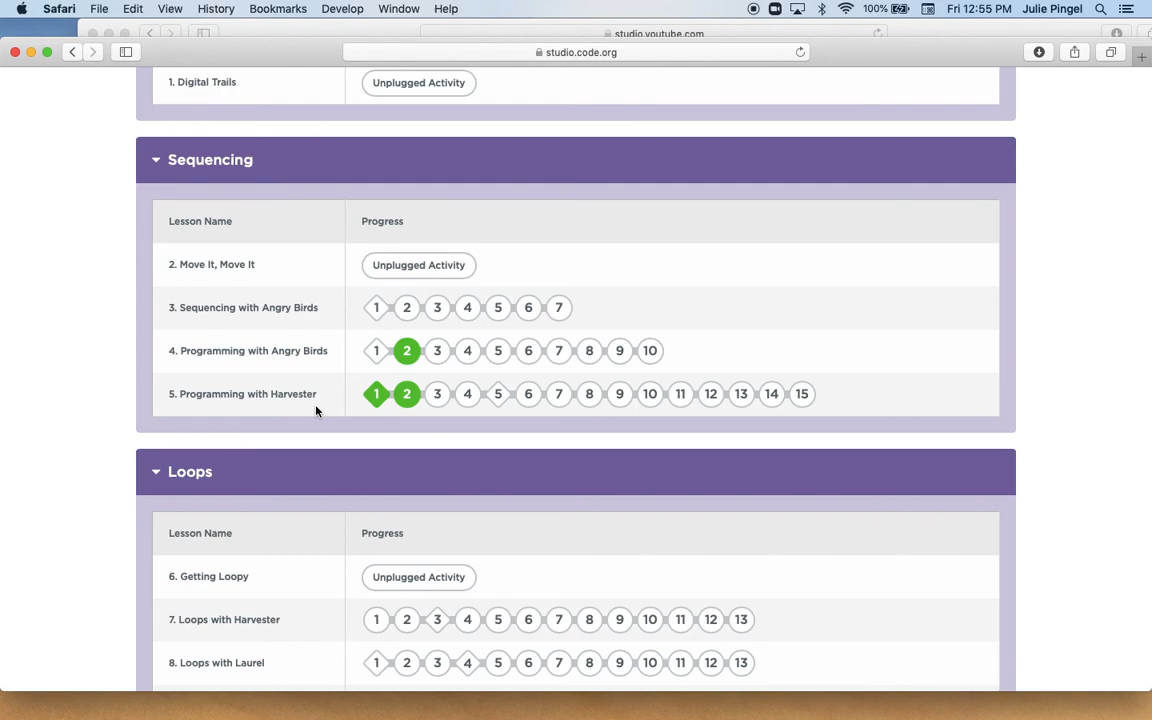 Safari File Edit View History Bookmarks Develop Window Help 100% Fri 12:55 PM Julie Pingel
studio.youtube.com
studio.code.org
1. Digital Trails Unplugged Activity
Sequencing
Lesson Name Progress
2. Move It, Move It Unplugged Activity
3. Sequencing with Angry Birds 1 2 3 4 5 6 7
4. Programming with Angry Birds 1 2 3 4 5 6 7 8 9 10
5. Programming with Harvester 1 2 3 4 5 6 7 8 9 10 11 12 13 14 15
Loops
Lesson Name Progress
6. Getting Loopy Unplugged Activity
7. Loops with Harvester 1 2 3 4 5 6 7 8 9 10 11 12 13
8. Loops with Laurel 1 2 3 4 5 6 7 8 9 10 11 12 13